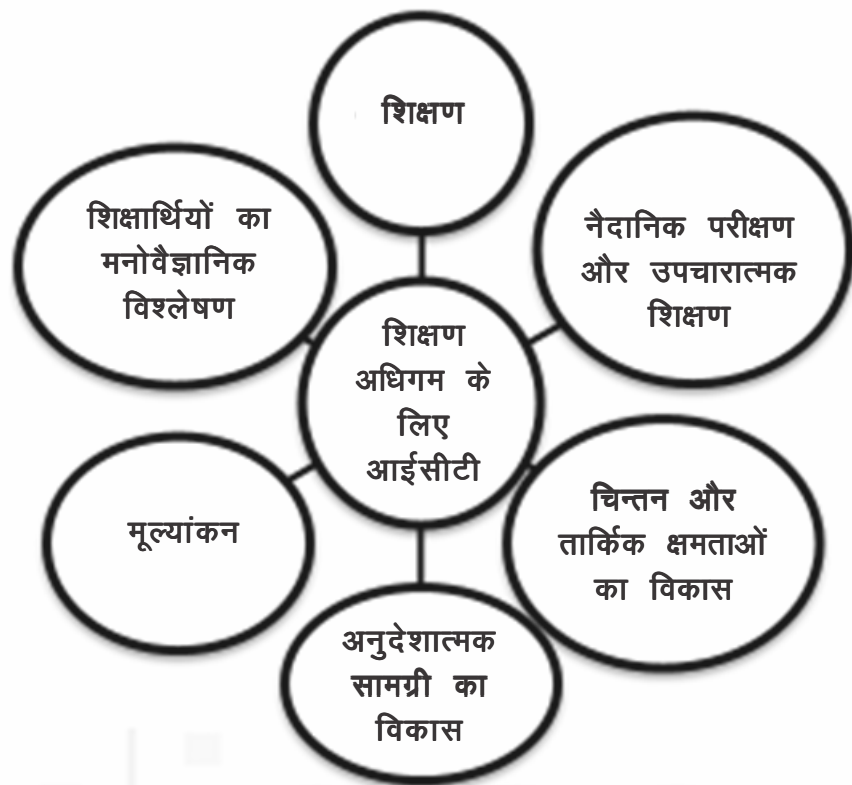 शिक्षण
नैदानिक परीक्षण
और उपचारात्मक
शिक्षण
चिन्तन और
तार्किक क्षमताओं
का विकास
अनुदेशात्मक
सामग्री का
विकास
मूल्यांकन
शिक्षार्थियों का
मनोवैज्ञानिक
विश्लेषण
शिक्षण
अधिगम के
लिए
आईसीटी